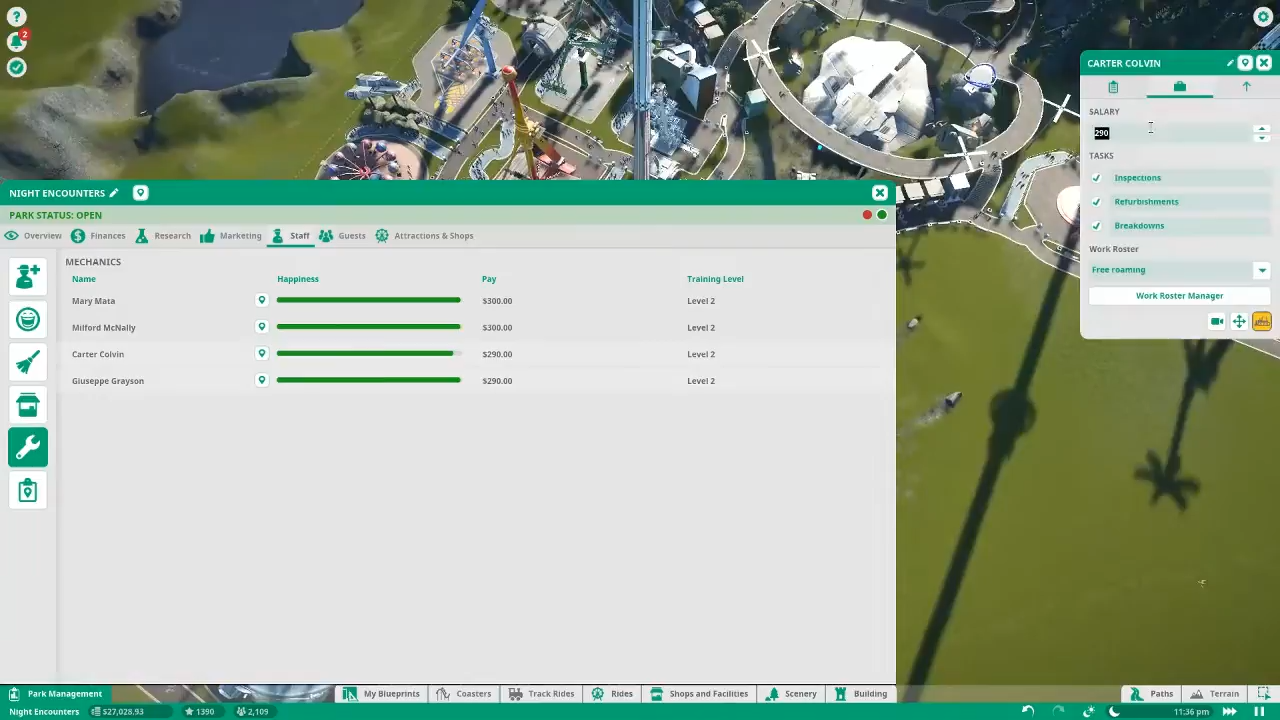 ?
2
CARTER COLVIN
SALARY
290
TASKS
Inspections
Refurbishments
Breakdowns
Work Roster
Free roaming
Work Roster Manager
NIGHT ENCOUNTERS
PARK STATUS: OPEN
Overview Finances Research Marketing Staff Guests Attractions & Shops
MECHANICS
Name Happiness Pay Training Level
Mary Mata $300.00 Level 2
Milford McNally $300.00 Level 2
Carter Colvin $290.00 Level 2
Giuseppe Grayson $290.00 Level 2
Park Management My Blueprints Coasters Track Rides Rides Shops and Facilities Scenery Building Paths Terrain
Night Encounters $27,028.93 1390 2,109 11:36 pm